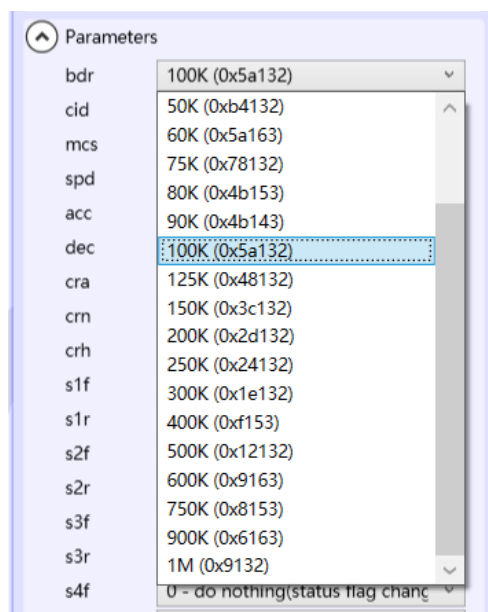 Parameters
bdr 100K (0x5a132)
cid 50K (0xb4132)
60K (0x5a163)
mcs 75K (0x78132)
spd 80K (0x4b153)
acc 90K (0x4b143)
dec 100K (0x5a132)
cra 125K (0x48132)
crn 150K (0x3c132)
200K (0x2d132)
crh 250K (0x24132)
s1f 300K (0x1e132)
s1r 400K (0xf153)
s2f 500K (0x12132)
s2r 600K (0x9163)
s3f 750K (0x8153)
900K (0x6163)
s3r 1M (0x9132)
s4f 0 - do nothing(status flag chang